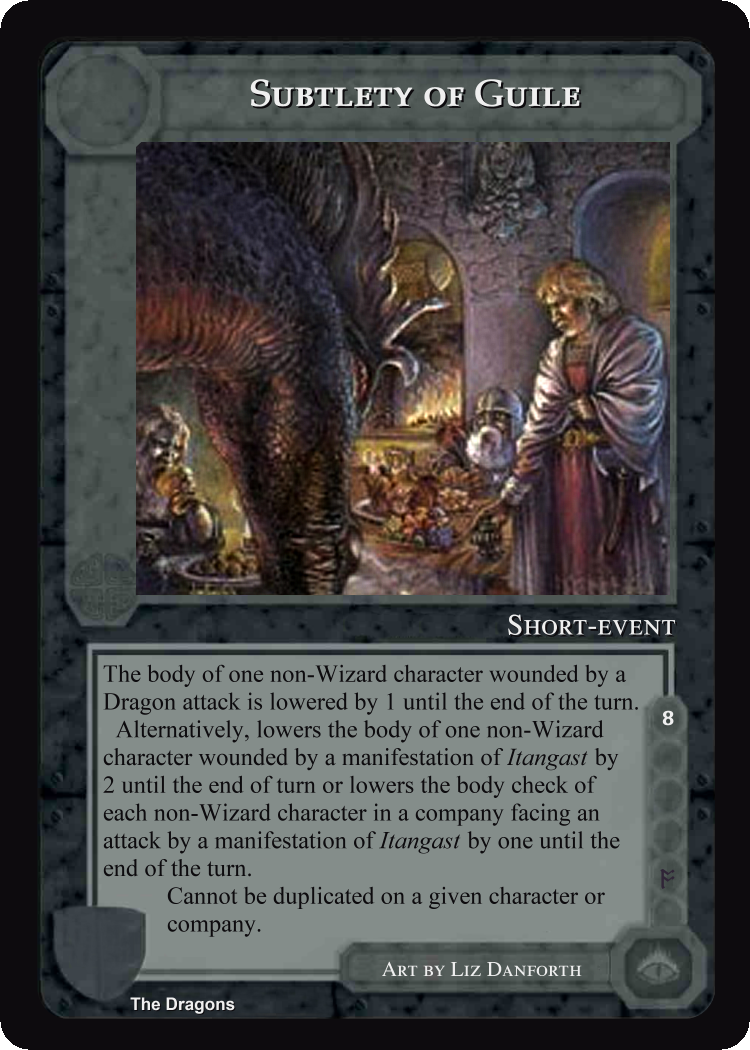 Subtlety of Guile
Short-event
The body of one non-Wizard character wounded by a
Dragon attack is lowered by 1 until the end of the turn.
Alternatively, lowers the body of one non-Wizard
character wounded by a manifestation of Itangast by
2 until the end of turn or lowers the body check of
each non-Wizard character in a company facing an
attack by a manifestation of Itangast by one until the
end of the turn.
Cannot be duplicated on a given character or
company.
8
ᚩ
Art by Liz Danforth
The Dragons